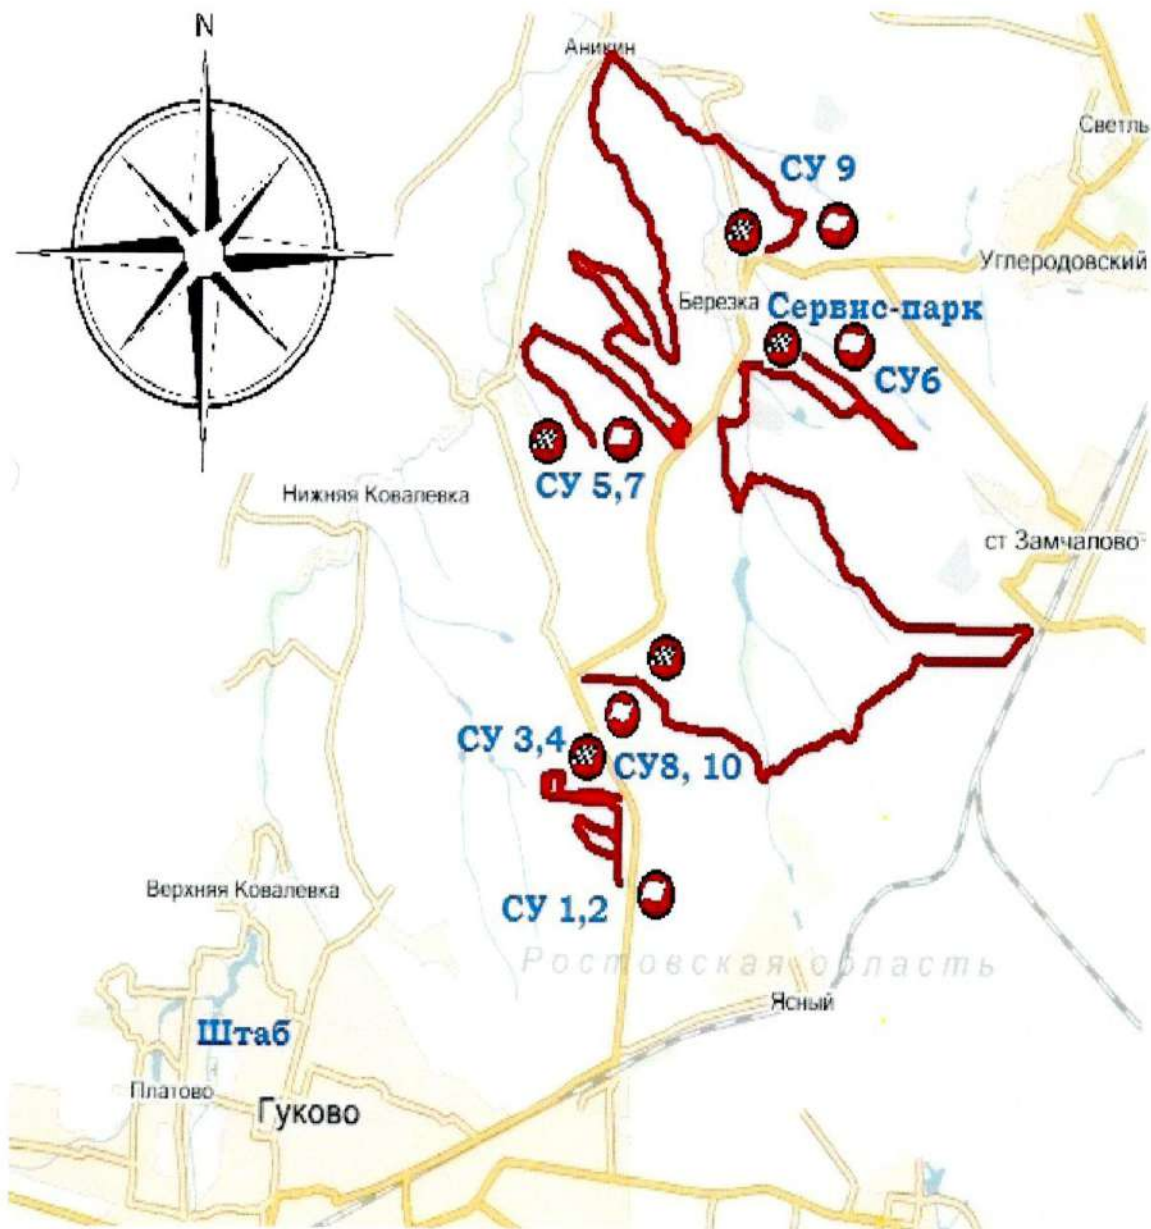 N
Аникин
Светль
СУ 9
Углеродовский
Березка
Сервис-парк
СУ6
СУ 5,7
Нижняя Ковалевка
ст Замчалово
СУ 3,4
СУ8, 10
Верхняя Ковалевка
СУ 1,2
Ростовская область
Ясный
Штаб
Платово
Гуково